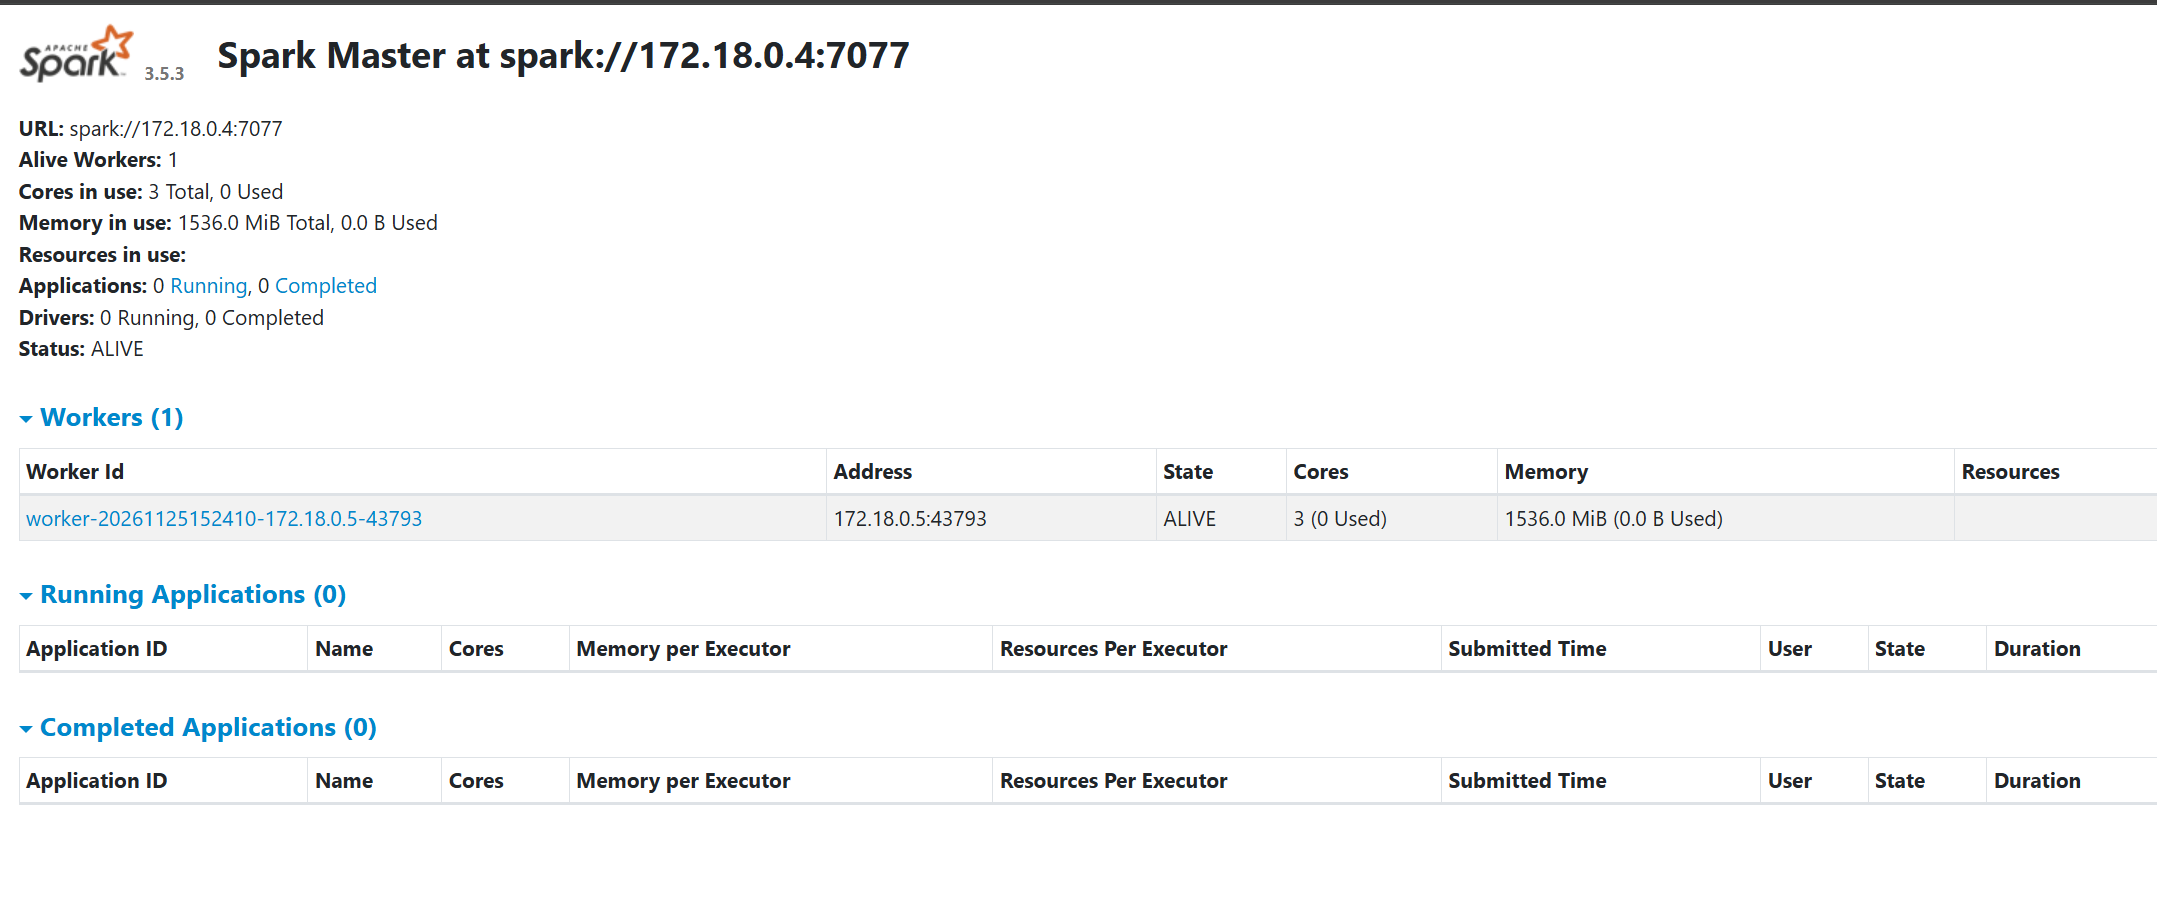 APACHE
Spark 3.5.3 Spark Master at spark://172.18.0.4:7077
URL: spark://172.18.0.4:7077
Alive Workers: 1
Cores in use: 3 Total, 0 Used
Memory in use: 1536.0 MiB Total, 0.0 B Used
Resources in use:
Applications: 0 Running, 0 Completed
Drivers: 0 Running, 0 Completed
Status: ALIVE
Workers (1)
Worker Id Address State Cores Memory Resources
worker-20261125152410-172.18.0.5-43793 172.18.0.5:43793 ALIVE 3 (0 Used) 1536.0 MiB (0.0 B Used)
Running Applications (0)
Application ID Name Cores Memory per Executor Resources Per Executor Submitted Time User State Duration
Completed Applications (0)
Application ID Name Cores Memory per Executor Resources Per Executor Submitted Time User State Duration